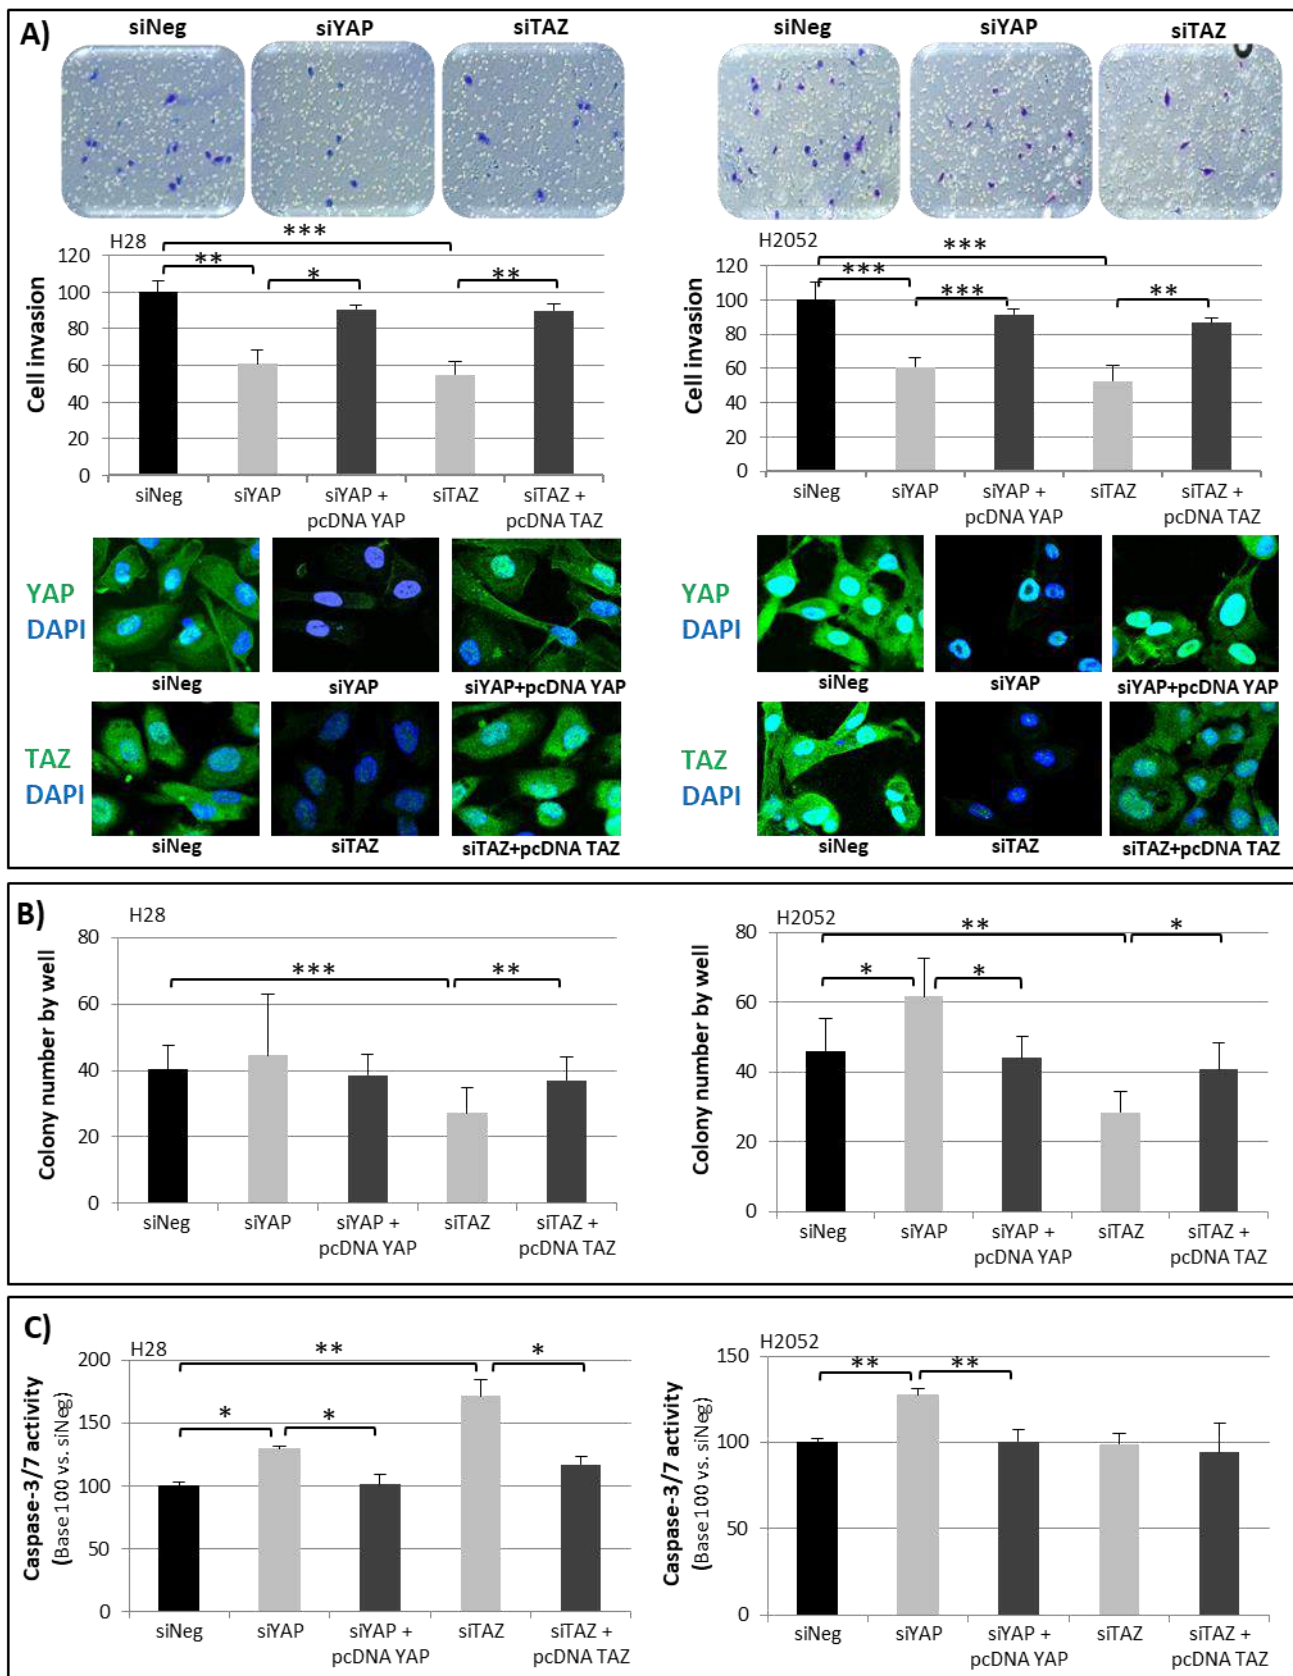 A)
siNeg siYAP siTAZ
siNeg siYAP siTAZ
H28
***
** * **
Cell invasion
120
100
80
60
40
20
0
siNeg siYAP siYAP + siTAZ siTAZ +
pcDNA YAP pcDNA TAZ
H2052
***
*** *** **
Cell invasion
120
100
80
60
40
20
0
siNeg siYAP siYAP + siTAZ siTAZ +
pcDNA YAP pcDNA TAZ
YAP
DAPI
siNeg siYAP siYAP+pcDNA YAP
TAZ
DAPI
siNeg siTAZ siTAZ+pcDNA TAZ
YAP
DAPI
siNeg siYAP siYAP+pcDNA YAP
TAZ
DAPI
siNeg siTAZ siTAZ+pcDNA TAZ
B)
H28
*** **
Colony number by well
80
60
40
20
0
siNeg siYAP siYAP + siTAZ siTAZ +
pcDNA YAP pcDNA TAZ
H2052
** *
* *
Colony number by well
80
60
40
20
0
siNeg siYAP siYAP + siTAZ siTAZ +
pcDNA YAP pcDNA TAZ
C)
H28
** *
* *
Caspase-3/7 activity
(Base 100 vs. siNeg)
200
150
100
50
0
siNeg siYAP siYAP + siTAZ siTAZ +
pcDNA YAP pcDNA TAZ
H2052
** **
Caspase-3/7 activity
(Base 100 vs. siNeg)
150
100
50
0
siNeg siYAP siYAP + siTAZ siTAZ +
pcDNA YAP pcDNA TAZ